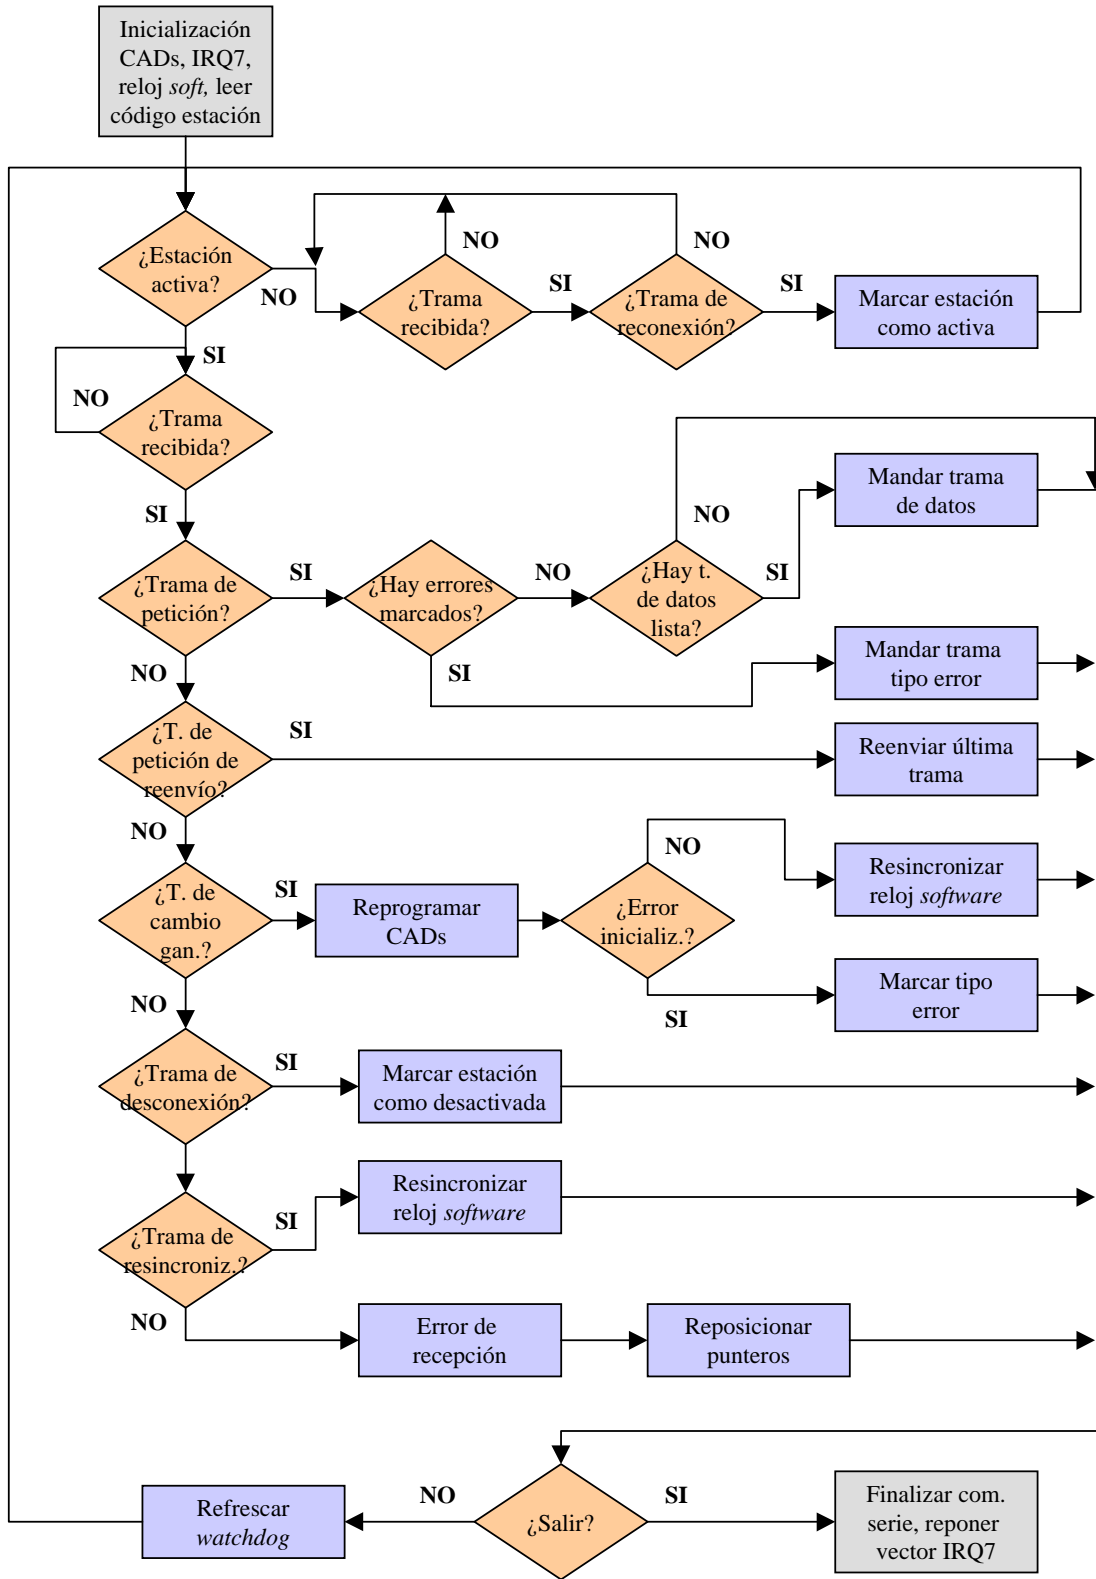 Inicialización
CADs, IRQ7,
reloj soft, leer
código estación
¿Estación
activa?
NO
¿Trama
recibida?
NO
SI
¿Trama de
reconexión?
NO
SI
Marcar estación
como activa
SI
NO
¿Trama
recibida?
SI
¿Trama de
petición?
SI
¿Hay errores
marcados?
NO
¿Hay t.
de datos
lista?
NO
SI
Mandar trama
de datos
SI
Mandar trama
tipo error
NO
¿T. de
petición de
reenvío?
SI
Reenviar última
trama
NO
¿T. de
cambio
gan.?
SI
Reprogramar
CADs
¿Error
inicializ.?
NO
Resincronizar
reloj software
SI
Marcar tipo
error
NO
¿Trama de
desconexión?
SI
Marcar estación
como desactivada
¿Trama de
resincroniz.?
SI
Resincronizar
reloj software
NO
Error de
recepción
Reposicionar
punteros
¿Salir?
NO
Refrescar
watchdog
SI
Finalizar com.
serie, reponer
vector IRQ7